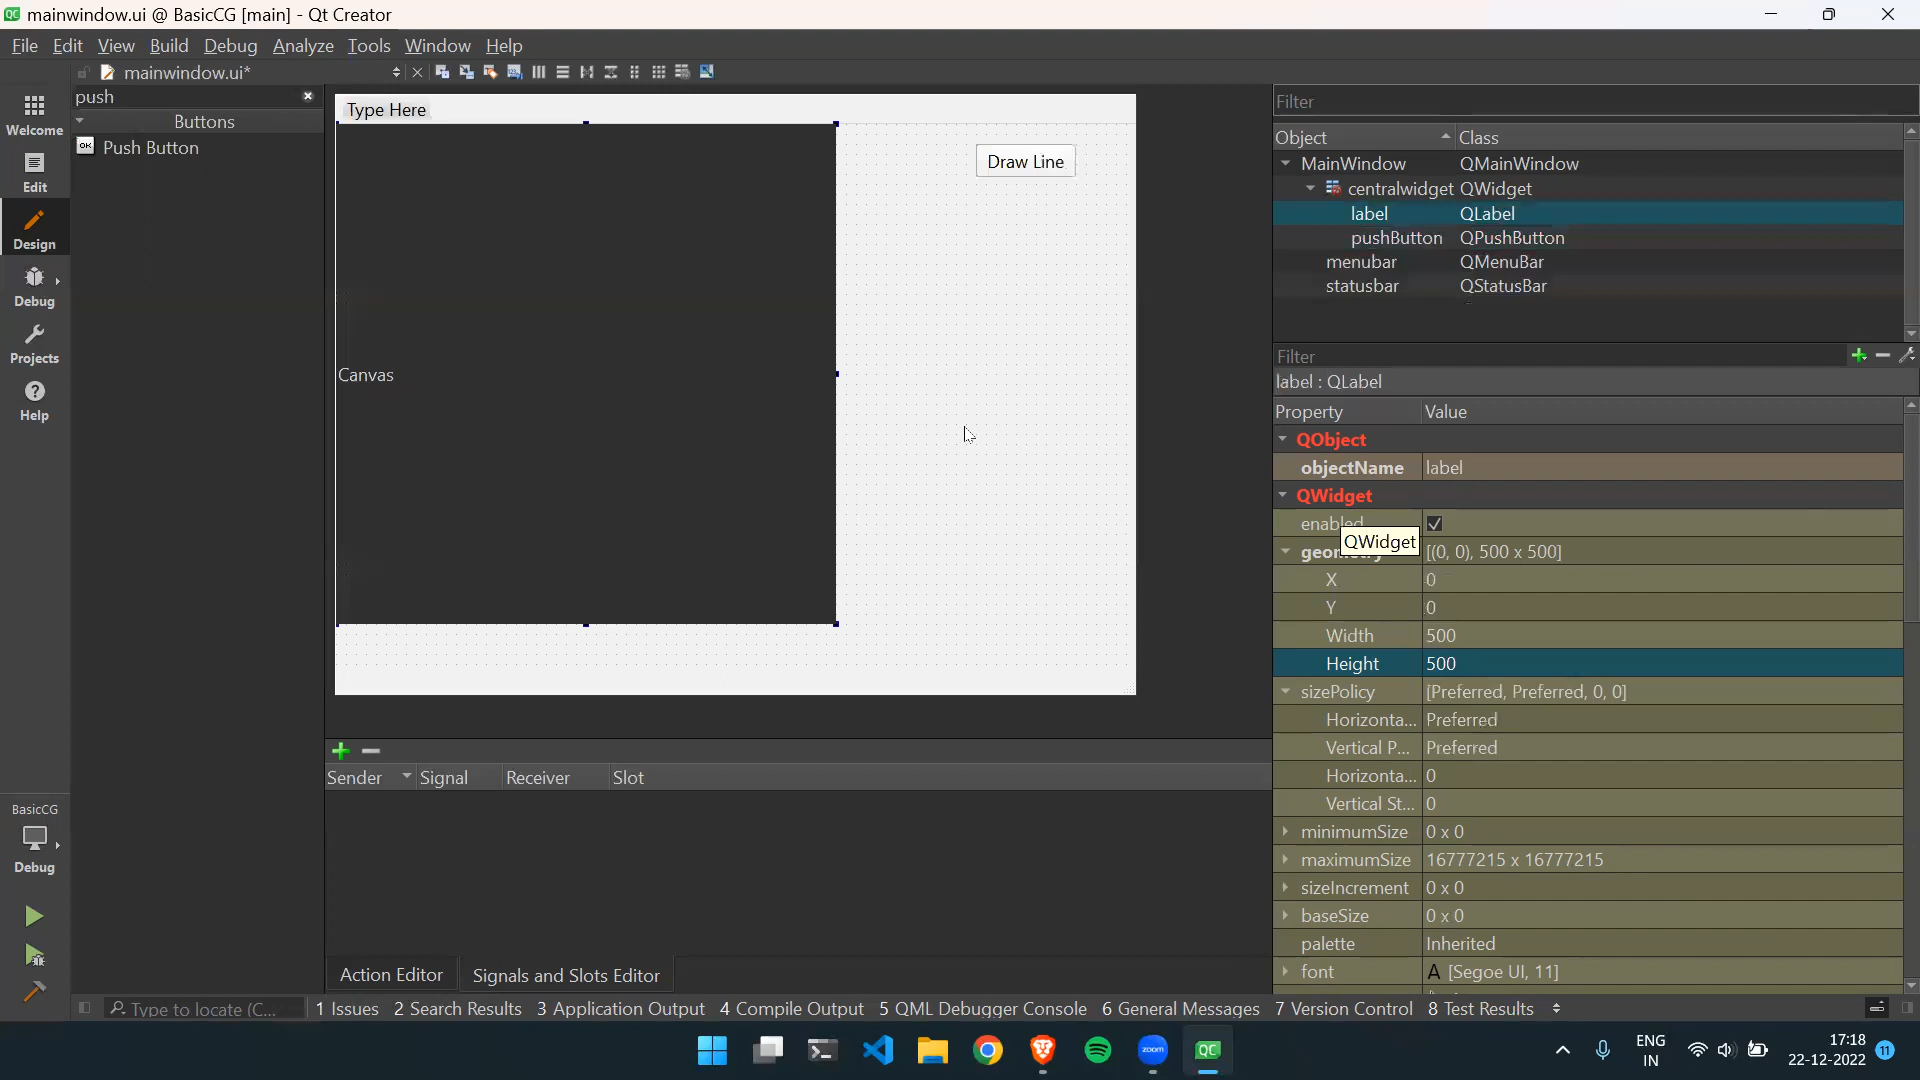 mainwindow.ui @ BasicCG [main] - Qt Creator
File Edit View Build Debug Analyze Tools Window Help
mainwindow.ui*
push
Buttons
Push Button
Welcome
Edit
Design
Debug
Projects
Help
BasicCG
Debug
Type Here
Draw Line
Canvas
Sender Signal Receiver Slot
Action Editor Signals and Slots Editor
Filter
Object Class
MainWindow QMainWindow
centralwidget QWidget
label QLabel
pushButton QPushButton
menubar QMenuBar
statusbar QStatusBar
Filter
label : QLabel
Property Value
QObject
objectName label
QWidget
enabled
QWidget
[(0, 0), 500 x 500]
X 0
Y 0
Width 500
Height 500
sizePolicy [Preferred, Preferred, 0, 0]
Horizonta... Preferred
Vertical P... Preferred
Horizonta... 0
Vertical St... 0
minimumSize 0 x 0
maximumSize 16777215 x 16777215
sizeIncrement 0 x 0
baseSize 0 x 0
palette Inherited
font A [Segoe UI, 11]
Type to locate (C... 1 Issues 2 Search Results 3 Application Output 4 Compile Output 5 QML Debugger Console 6 General Messages 7 Version Control 8 Test Results
zoom
QC
ENG
IN
17:18
22-12-2022
11